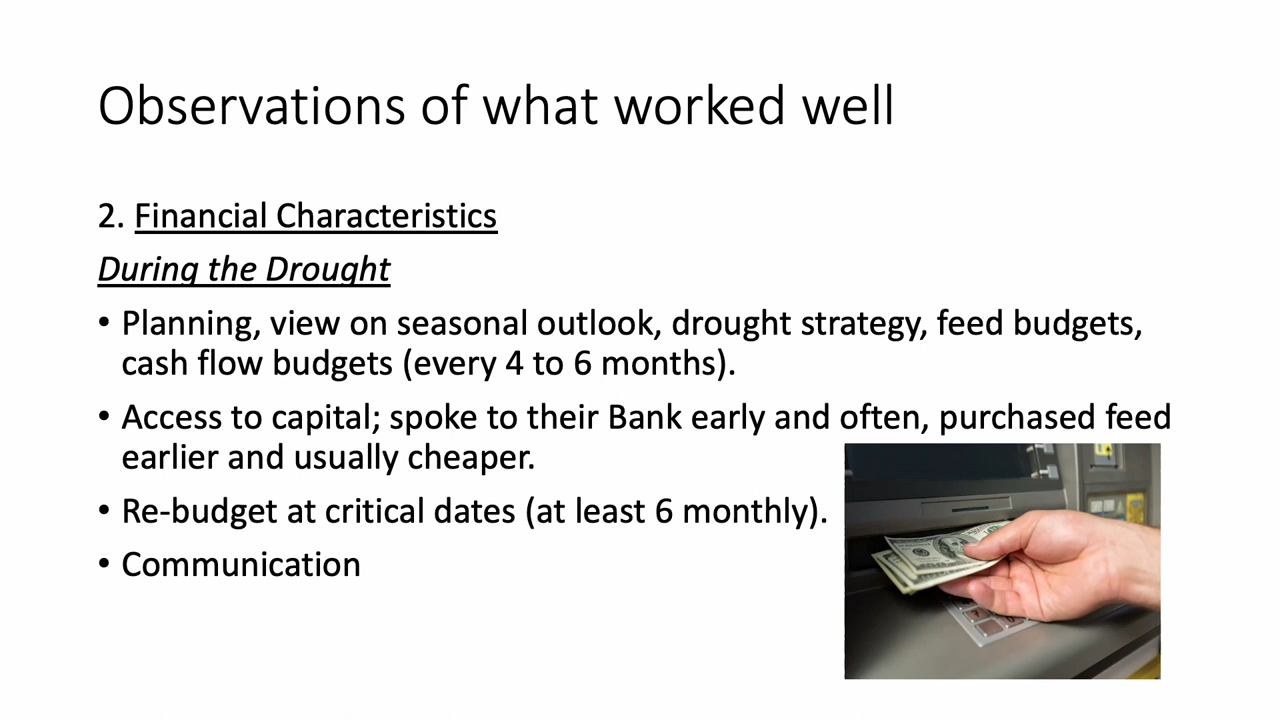 Observations of what worked well
2. Financial Characteristics
During the Drought
• Planning, view on seasonal outlook, drought strategy, feed budgets,
cash flow budgets (every 4 to 6 months).
• Access to capital; spoke to their Bank early and often, purchased feed
earlier and usually cheaper.
• Re-budget at critical dates (at least 6 monthly).
• Communication